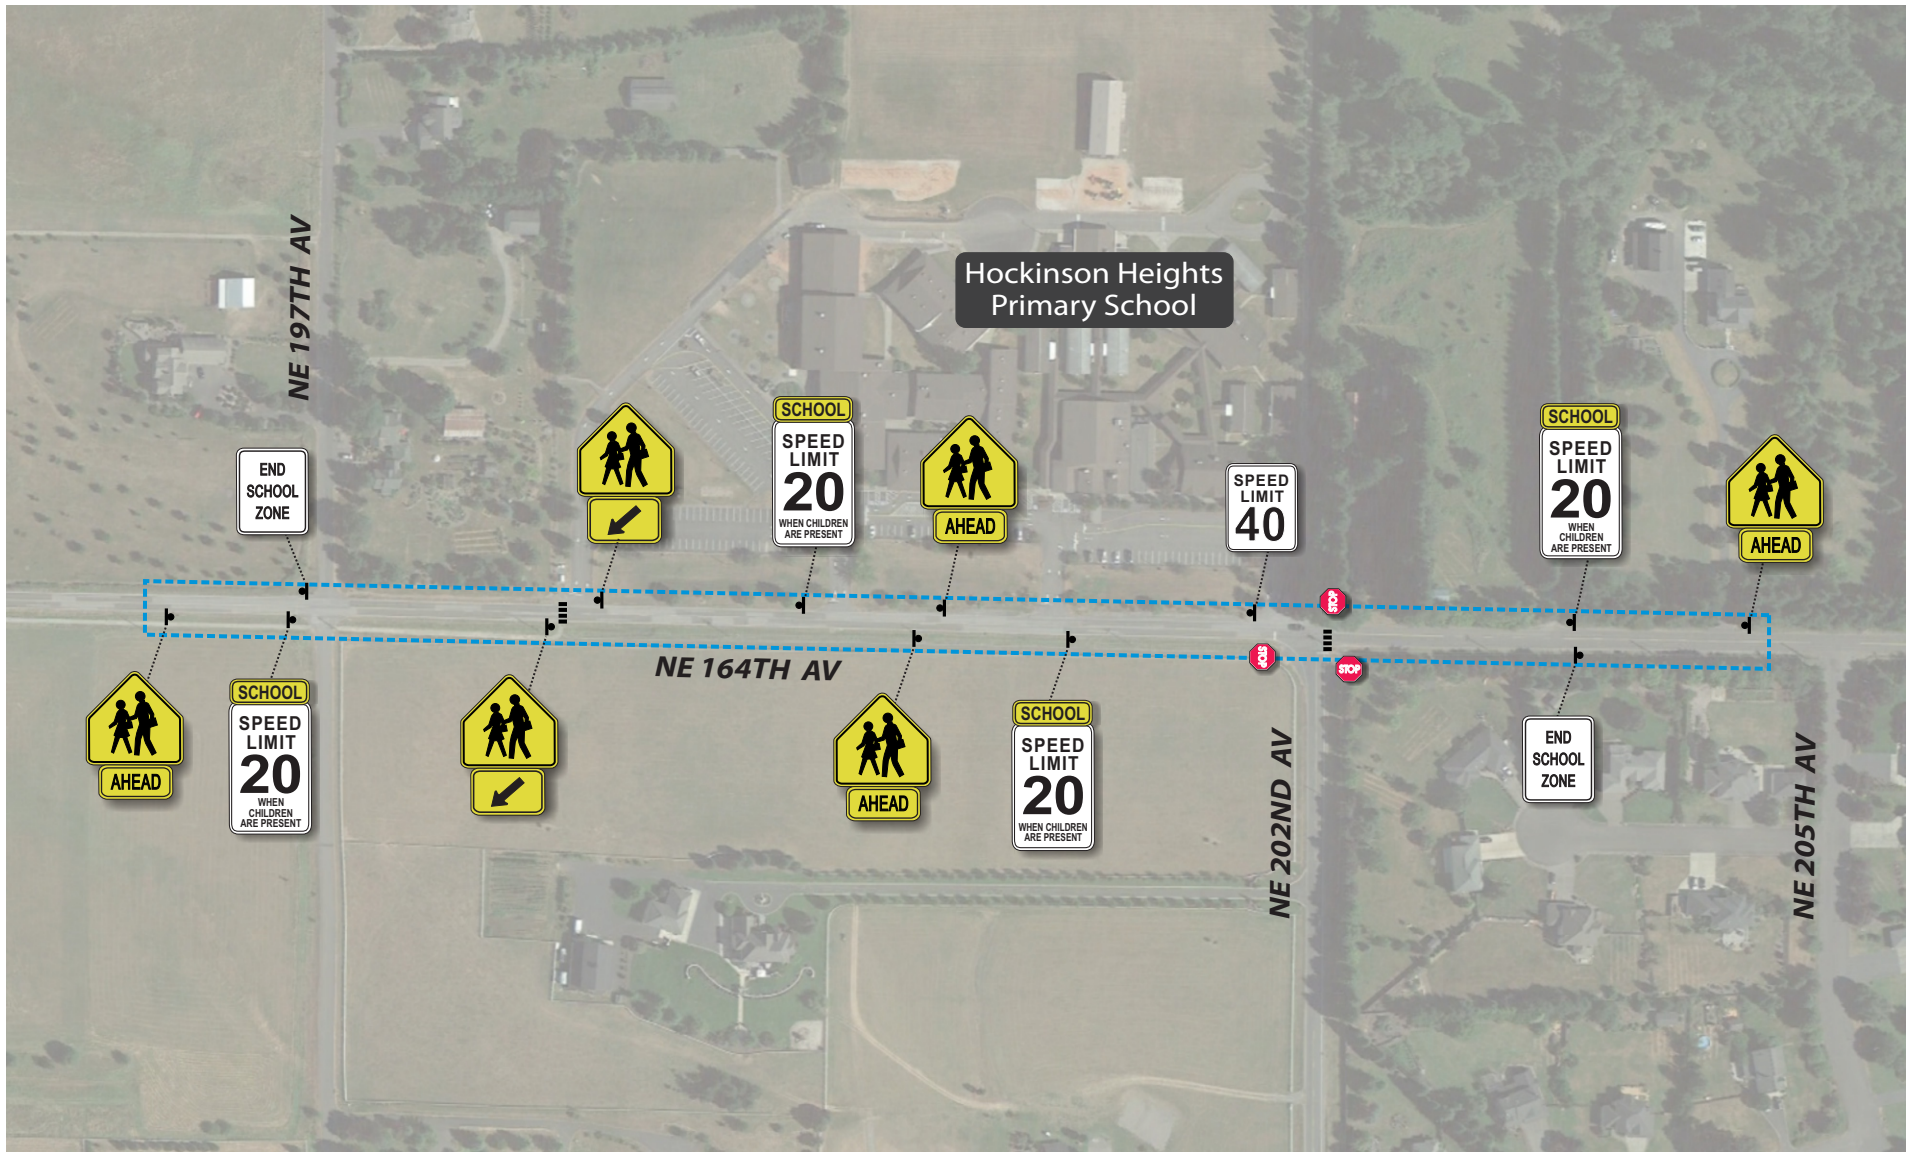 Hockinson Heights
Primary School
NE 197TH AV
SCHOOL
SPEED
LIMIT
20
WHEN CHILDREN
ARE PRESENT
SCHOOL
SPEED
LIMIT
20
WHEN
CHILDREN
ARE PRESENT
END
SCHOOL
ZONE
AHEAD
SPEED
LIMIT
40
AHEAD
STOP
STOP
STOP
NE 164TH AV
AHEAD
SCHOOL
SPEED
LIMIT
20
WHEN
CHILDREN
ARE PRESENT
AHEAD
SCHOOL
SPEED
LIMIT
20
WHEN CHILDREN
ARE PRESENT
NE 202ND AV
END
SCHOOL
ZONE
NE 205TH AV